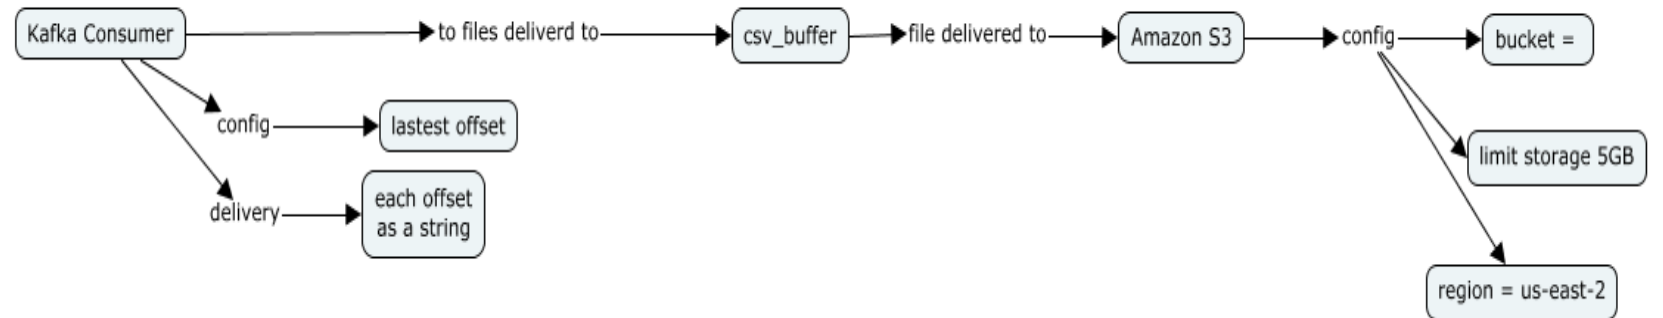 Kafka Consumer
to files deliverd to
csv_buffer
file delivered to
Amazon S3
config
bucket =
config
lastest offset
limit storage 5GB
delivery
each offset
as a string
region = us-east-2